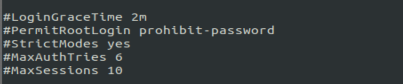 #LoginGraceTime 2m
#PermitRootLogin prohibit-password
#StrictModes yes
#MaxAuthTries 6
#MaxSessions 10